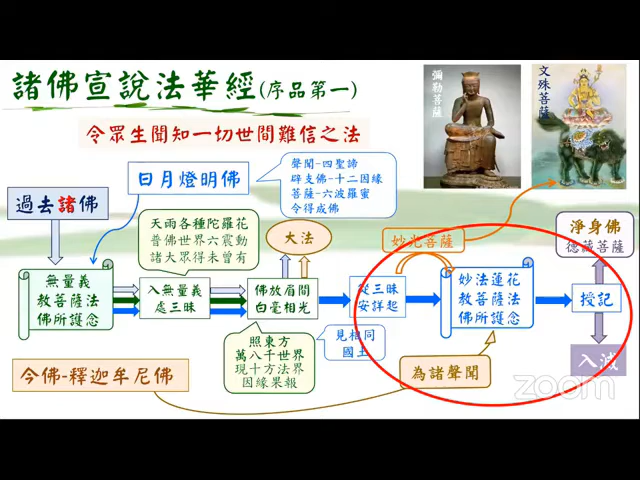 諸佛宣說法華經(序品第一)
彌勒菩薩
文殊菩薩
令眾生聞知一切世間難信之法
日月燈明佛
聲聞-四聖諦
辟支佛-十二因緣
菩薩-六波羅蜜
令得成佛
過去諸佛
天雨各種陀羅花
普佛世界六震動
諸大眾得未曾有
大法
妙光菩薩
淨身佛
德藏菩薩
無量義
教菩薩法
佛所護念
入無量義
處三昧
佛放眉間
白毫相光
從三昧
安詳起
妙法蓮花
教菩薩法
佛所護念
授記
照東方
萬八千世界
現十方法界
因緣果報
見相同
國土
今佛-釋迦牟尼佛
為諸聲聞
入滅
zoom